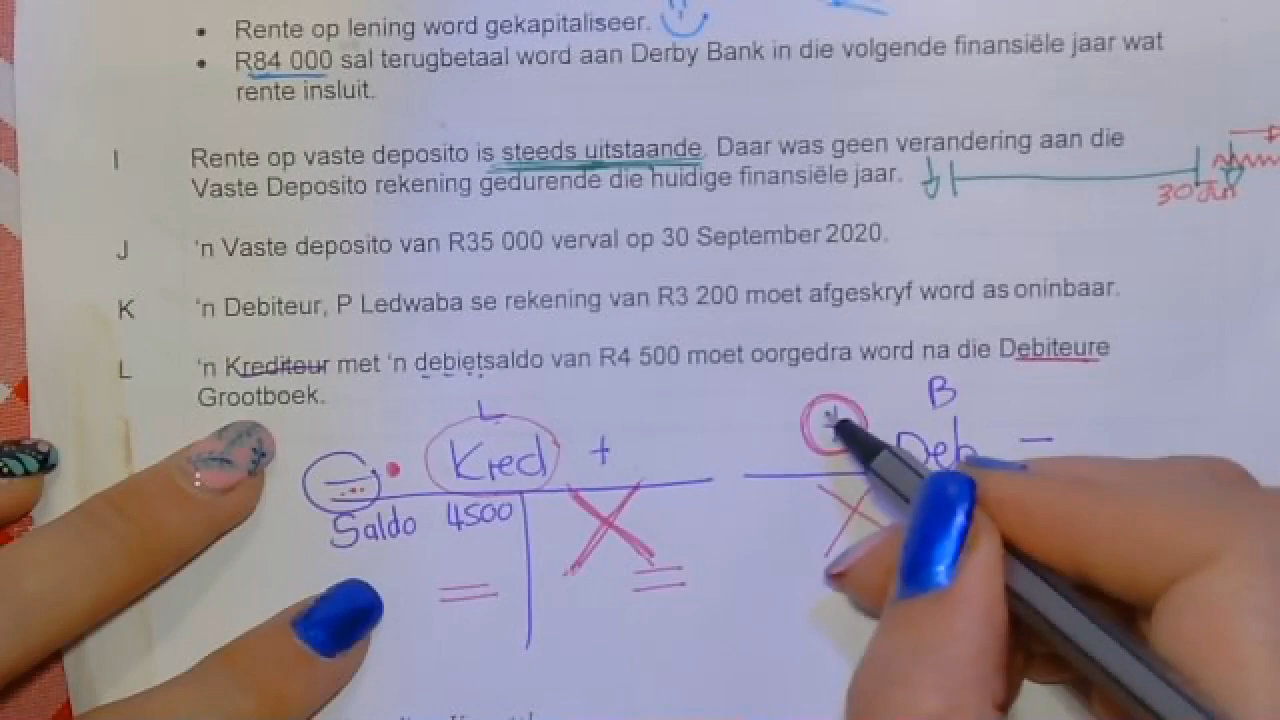 • Rente op lening word gekapitaliseer.
• R84 000 sal terugbetaal word aan Derby Bank in die volgende finansiële jaar wat
rente insluit.
I Rente op vaste deposito is steeds uitstaande. Daar was geen verandering aan die
Vaste Deposito rekening gedurende die huidige finansiële jaar.
30 Jun
J 'n Vaste deposito van R35 000 verval op 30 September 2020.
K 'n Debiteur, P Ledwaba se rekening van R3 200 moet afgeskryf word as oninbaar.
L 'n Krediteur met 'n debietsaldo van R4 500 moet oorgedra word na die Debiteure
Grootboek.
L B
Kred + Deb −
Saldo 4500